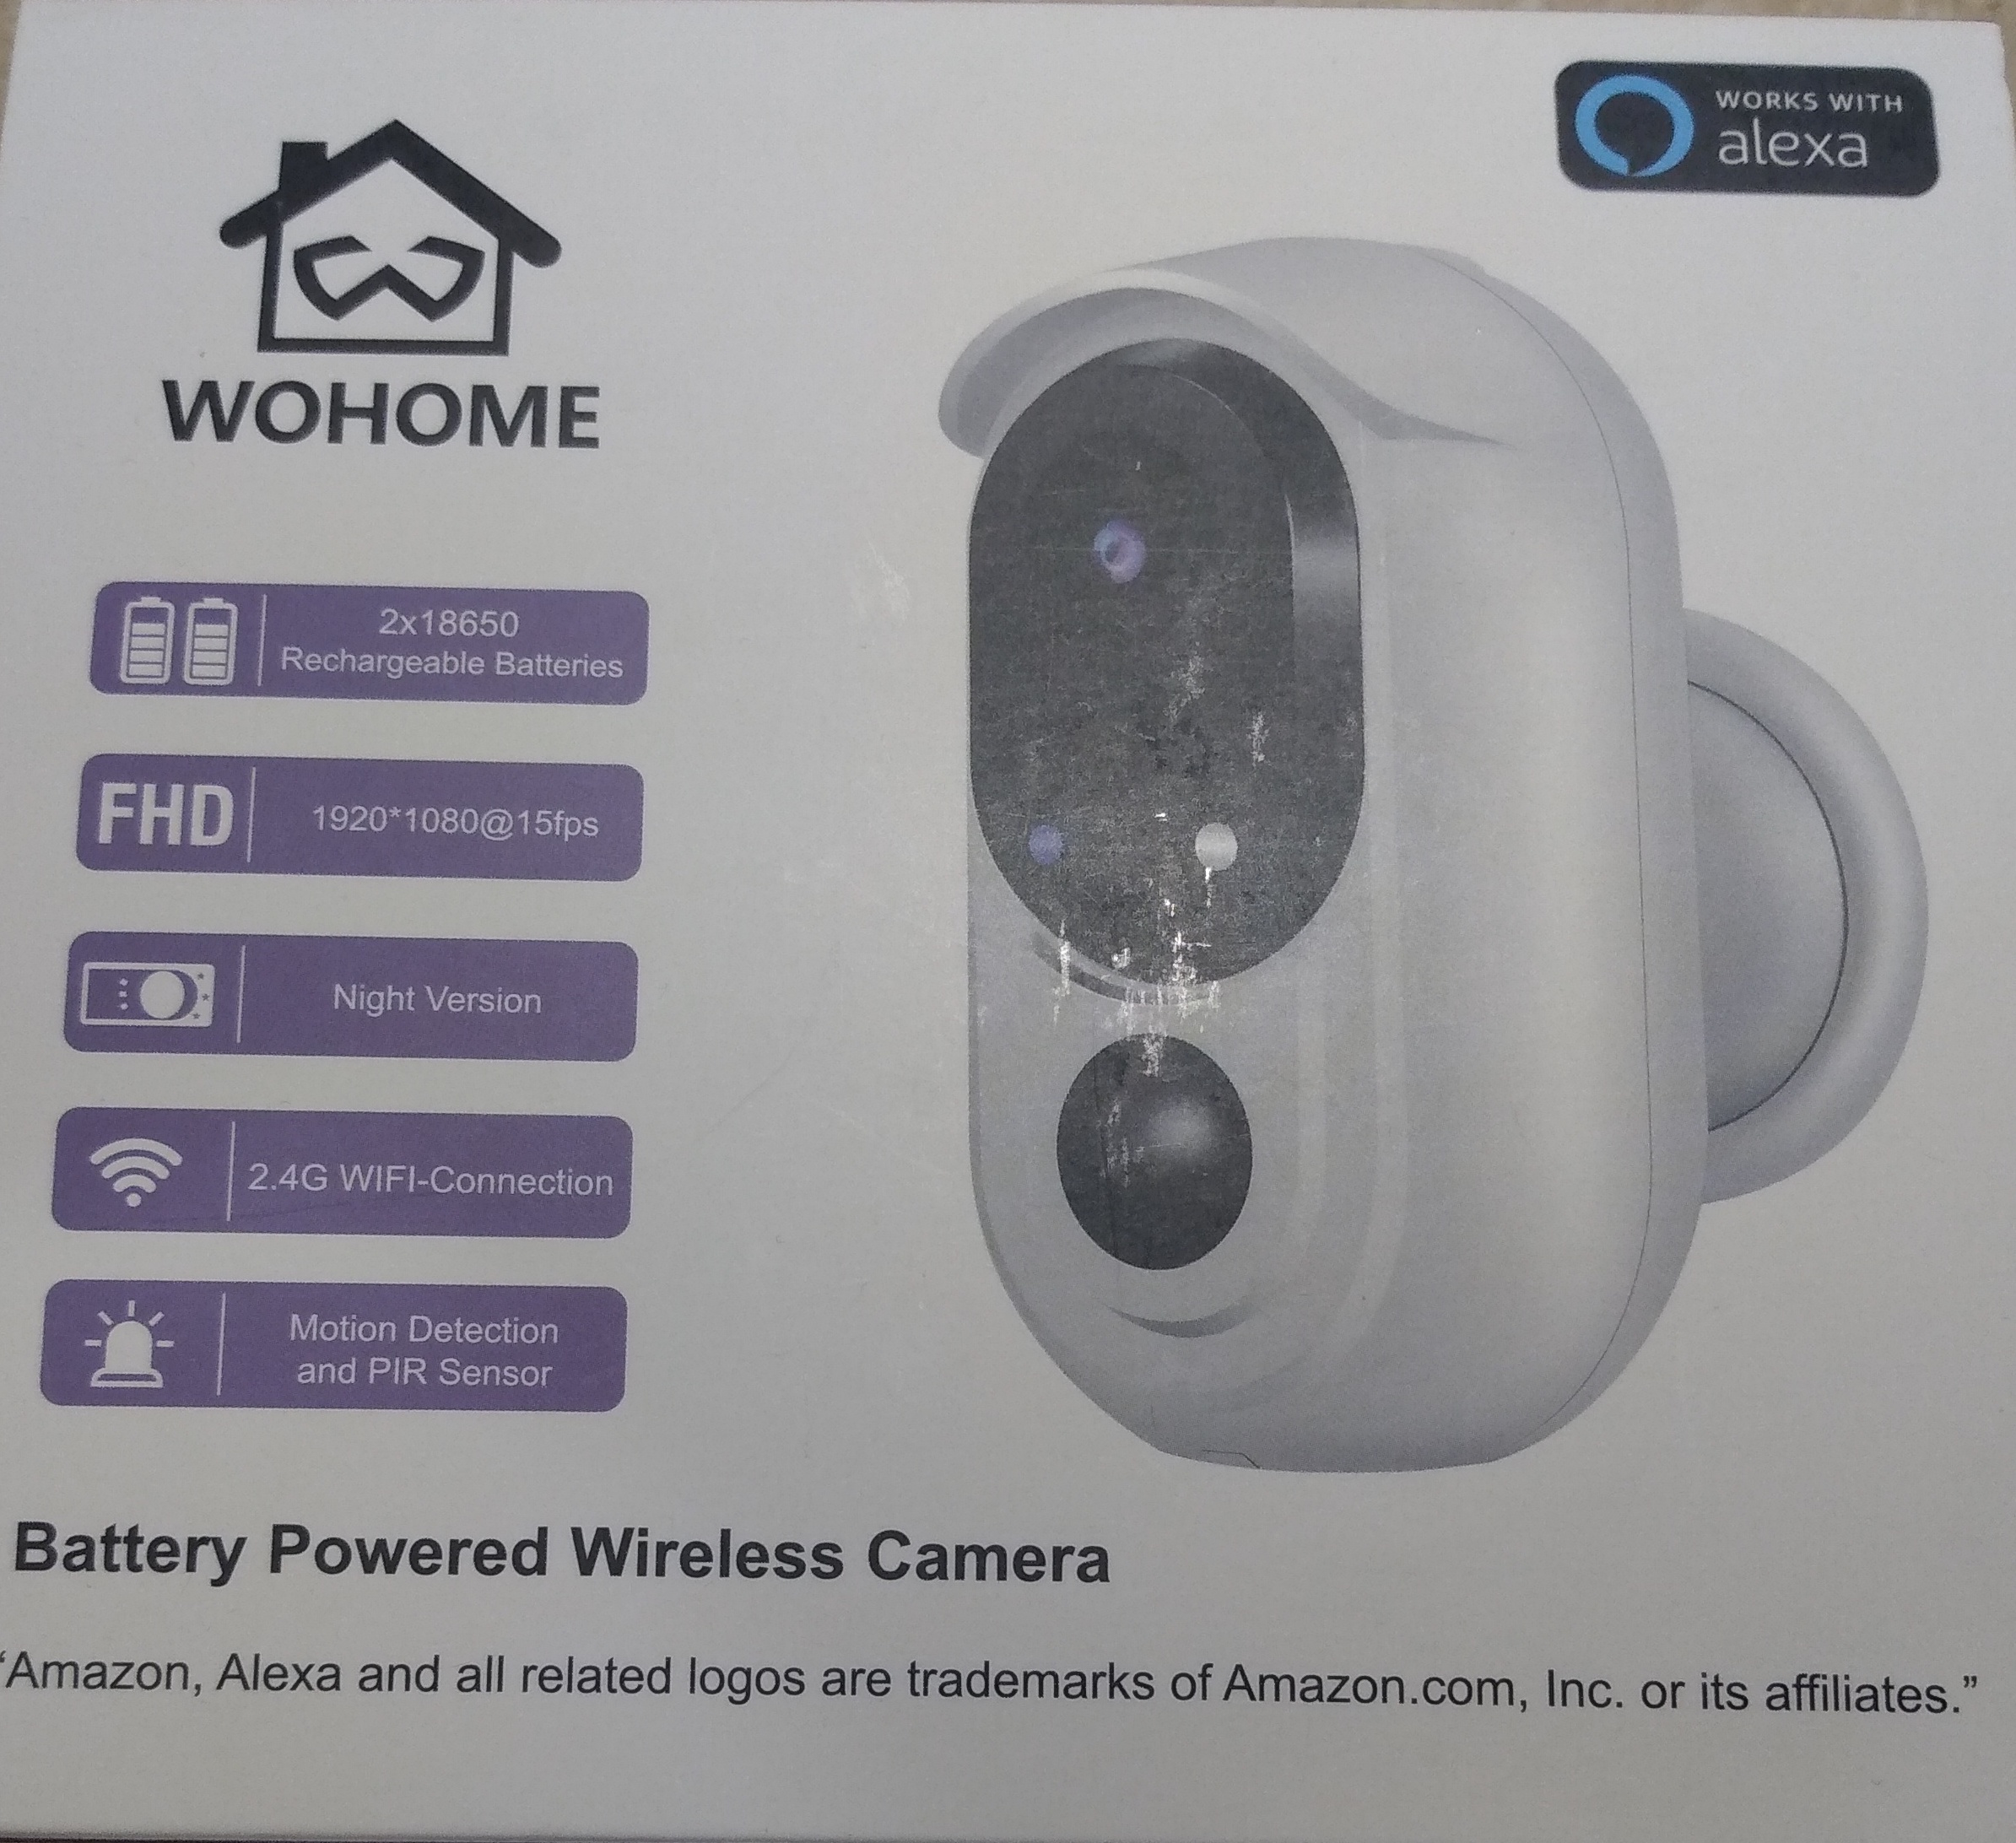 WORKS WITH
alexa
WOHOME
2x18650
Rechargeable Batteries
FHD
1920*1080@15fps
Night Version
2.4G WIFI-Connection
Motion Detection
and PIR Sensor
Battery Powered Wireless Camera
“Amazon, Alexa and all related logos are trademarks of Amazon.com, Inc. or its affiliates.”